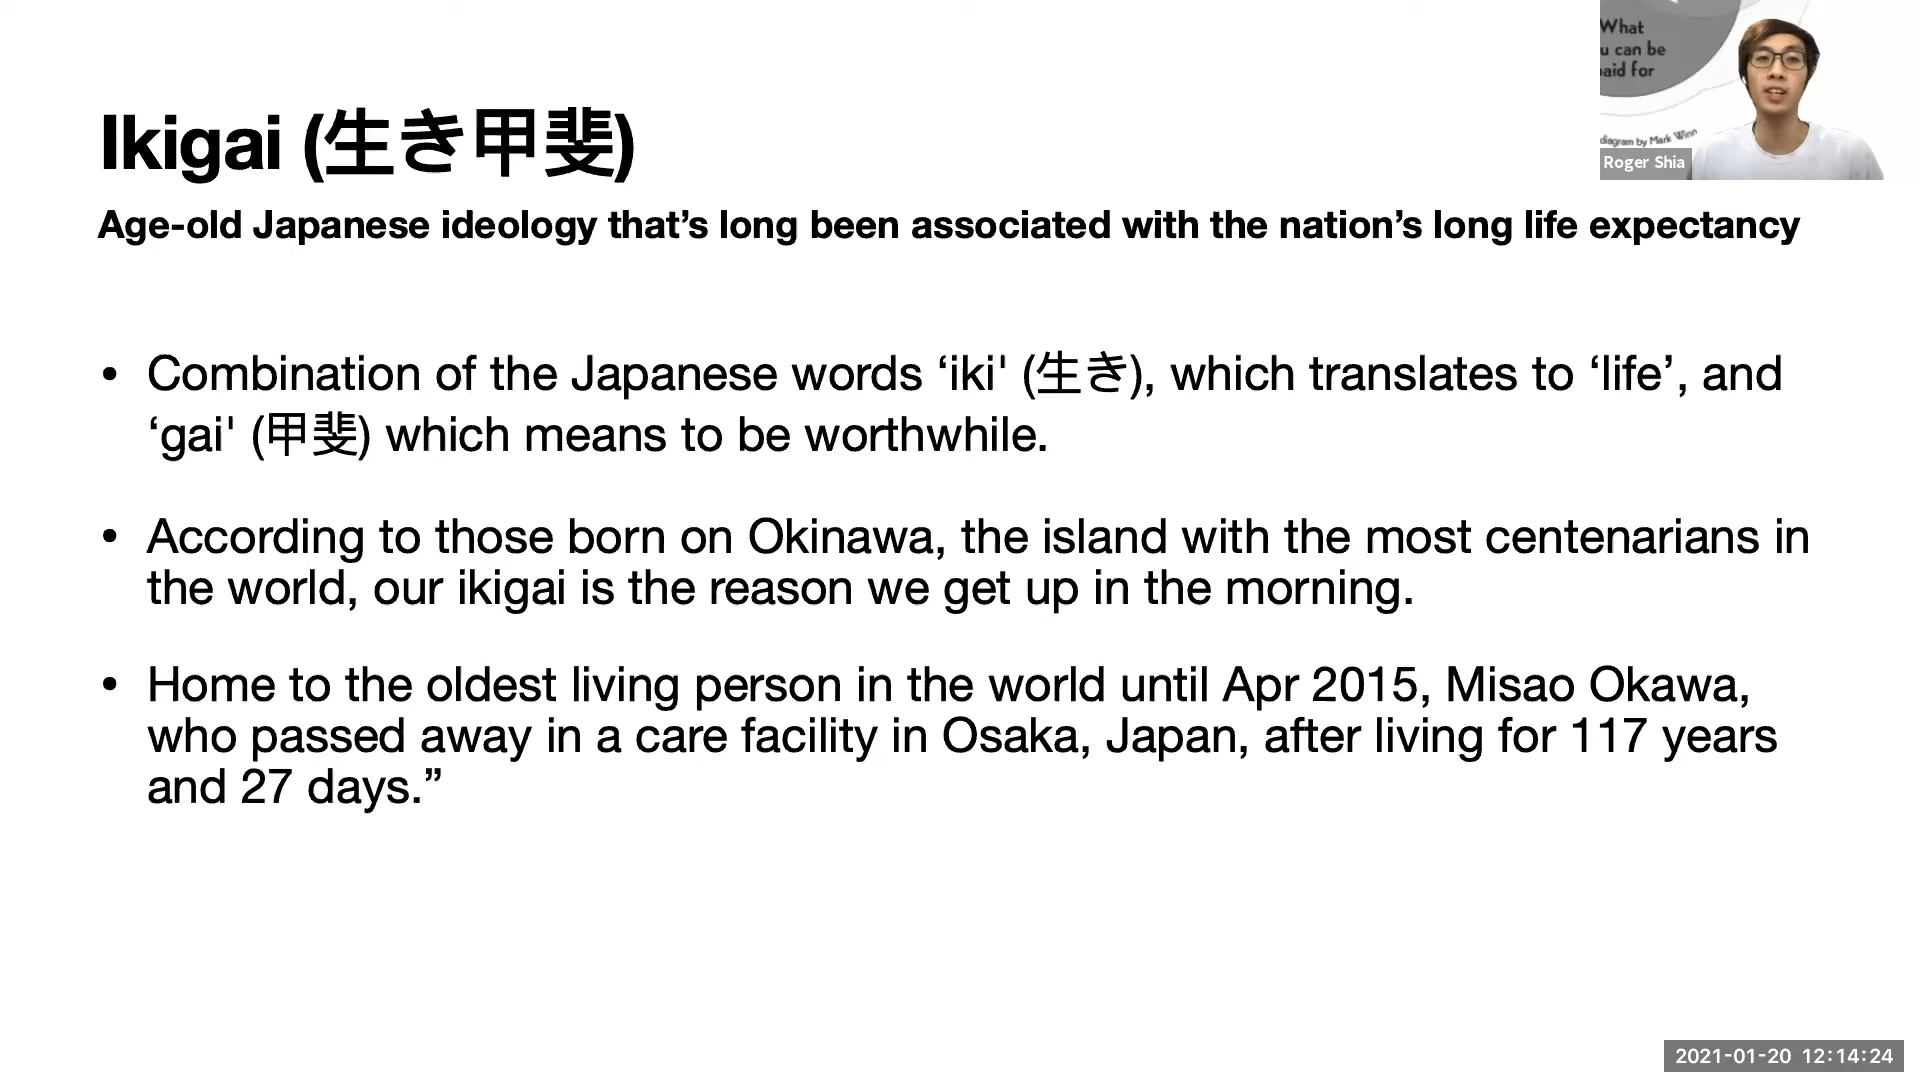 What
u can be
aid for
diagram by Mark Winn
Roger Shia
Ikigai (生き甲斐)
Age-old Japanese ideology that’s long been associated with the nation’s long life expectancy
• Combination of the Japanese words ‘iki' (生き), which translates to ‘life’, and
‘gai' (甲斐) which means to be worthwhile.
• According to those born on Okinawa, the island with the most centenarians in
the world, our ikigai is the reason we get up in the morning.
• Home to the oldest living person in the world until Apr 2015, Misao Okawa,
who passed away in a care facility in Osaka, Japan, after living for 117 years
and 27 days.”
2021-01-20 12:14:24